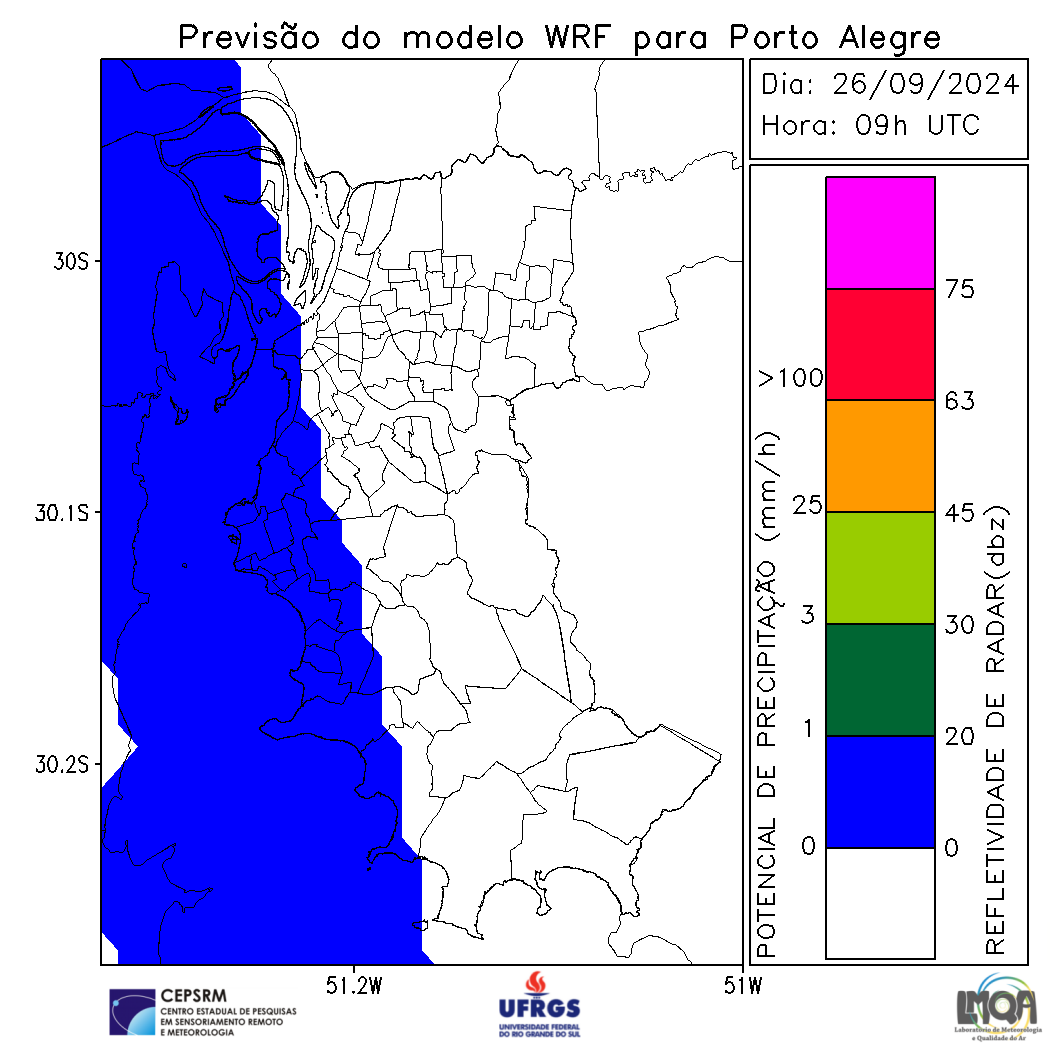 Previsão do modelo WRF para Porto Alegre
Dia: 26/09/2024
Hora: 09h UTC
30S
30.1S
30.2S
51.2W
51W
POTENCIAL DE PRECIPITAÇÃO (mm/h)
>100
25
3
1
0
75
63
45
30
20
0
REFLETIVIDADE DE RADAR(dbz)
CEPSRM
CENTRO ESTADUAL DE PESQUISAS
EM SENSORIAMENTO REMOTO
E METEOROLOGIA
UFRGS
UNIVERSIDADE FEDERAL
DO RIO GRANDE DO SUL
LMQA
Laboratório de Meteorologia
e Qualidade do Ar